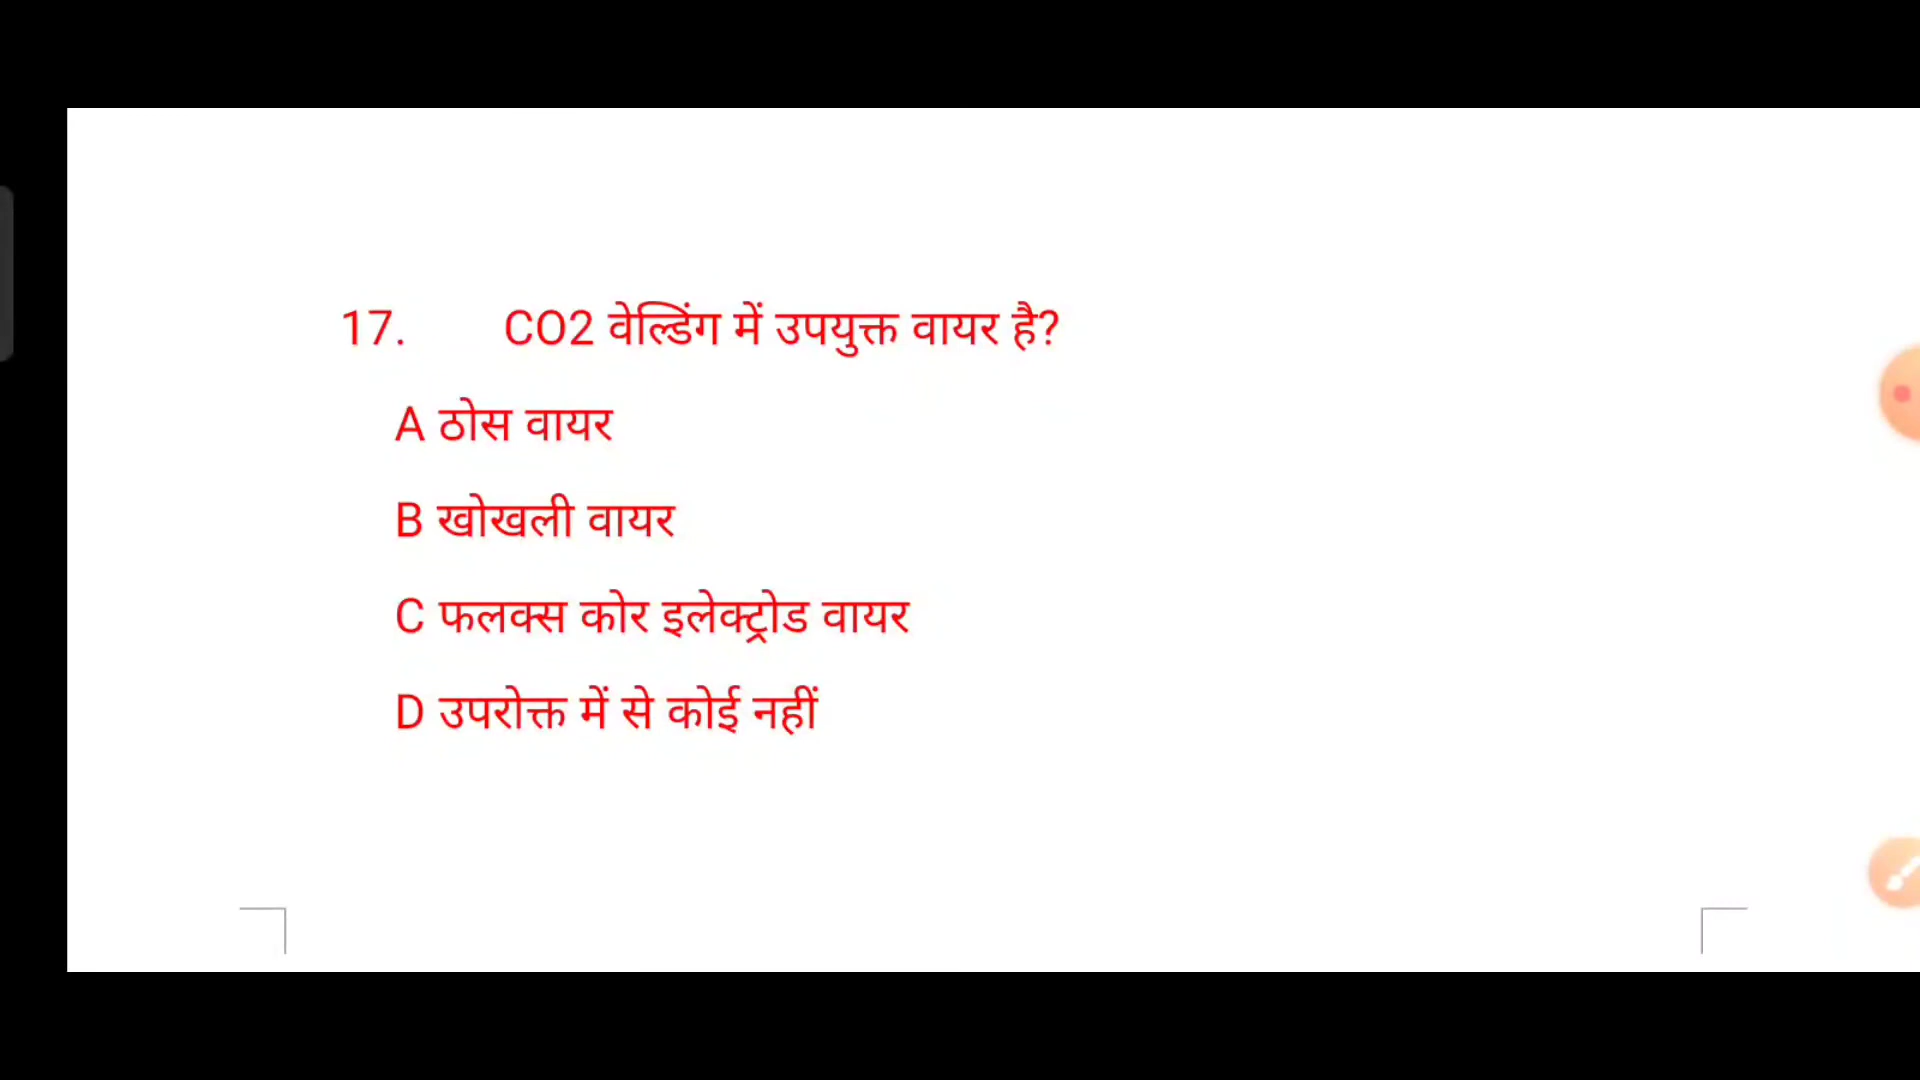 17. CO2 वेल्डिंग में उपयुक्त वायर है?
A ठोस वायर
B खोखली वायर
C फलक्स कोर इलेक्ट्रोड वायर
D उपरोक्त में से कोई नहीं